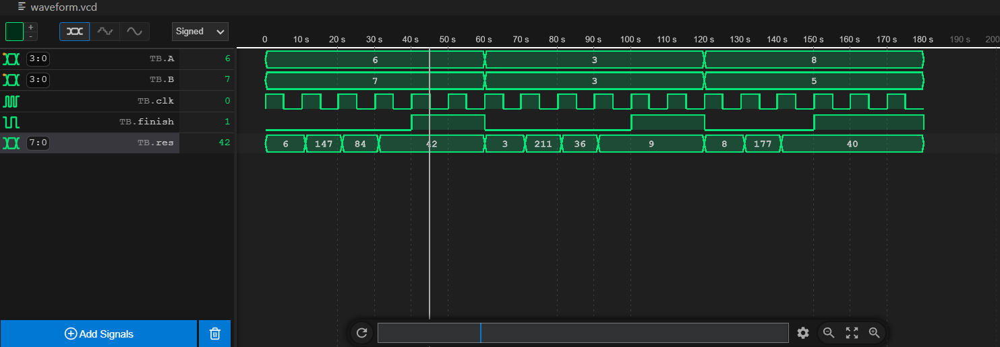 waveform.vcd
+
-
Signed
0 10 s 20 s 30 s 40 s 50 s 60 s 70 s 80 s 90 s 100 s 110 s 120 s 130 s 140 s 150 s 160 s 170 s 180 s 190 s 200
3:0 TB.A 6 6 3 8
3:0 TB.B 7 7 3 5
TB.clk 0
TB.finish 1
7:0 TB.res 42 6 147 84 42 3 211 36 9 8 177 40
Add Signals